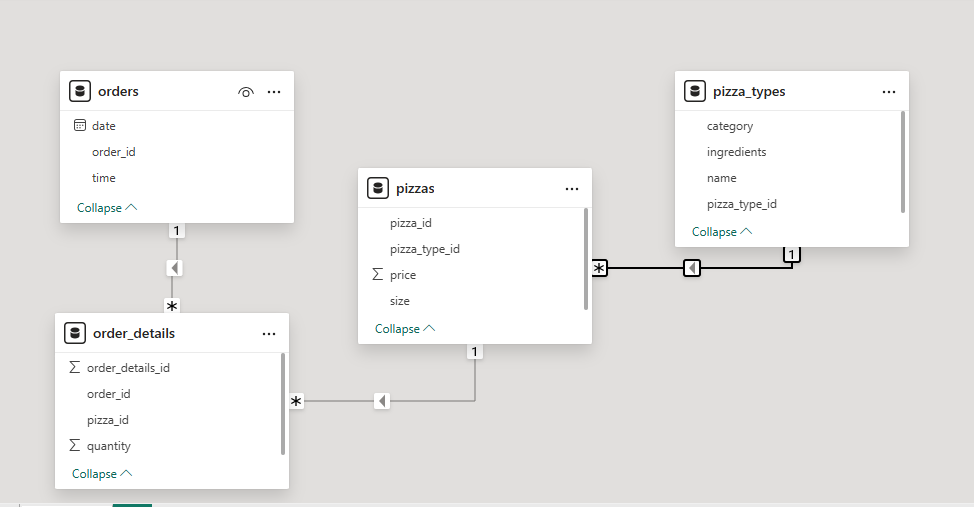 orders
date
order_id
time
Collapse
1
*
order_details
order_details_id
order_id
pizza_id
quantity
Collapse
*
1
pizzas
pizza_id
pizza_type_id
price
size
Collapse
*
1
pizza_types
category
ingredients
name
pizza_type_id
Collapse